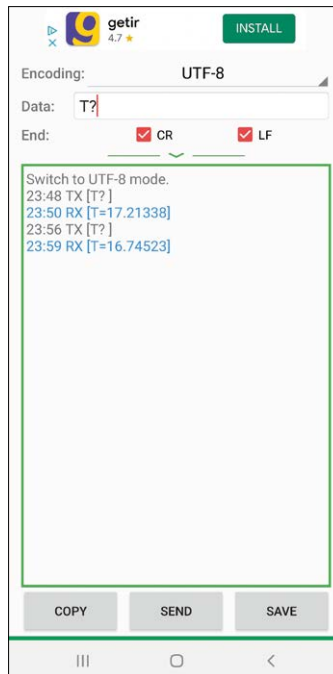 getir
4.7 ★
INSTALL
Encoding: UTF-8
Data: T?
End: CR LF
Switch to UTF-8 mode.
23:48 TX [T? ]
23:50 RX [T=17.21338]
23:56 TX [T? ]
23:59 RX [T=16.74523]
COPY SEND SAVE